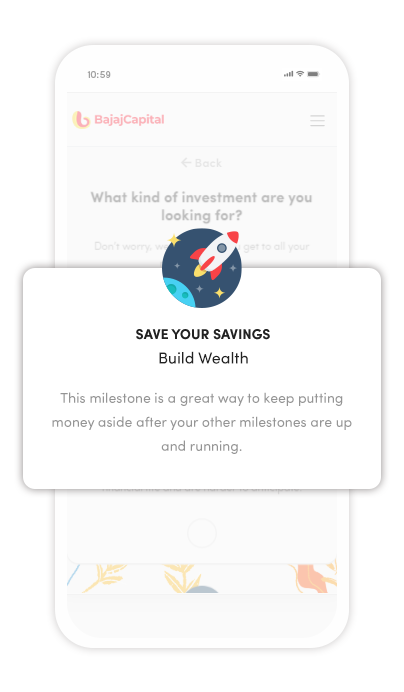 10:59
BajajCapital
← Back
What kind of investment are you
looking for?
Don't worry, we get to all your
SAVE YOUR SAVINGS
Build Wealth
This milestone is a great way to keep putting
money aside after your other milestones are up
and running.